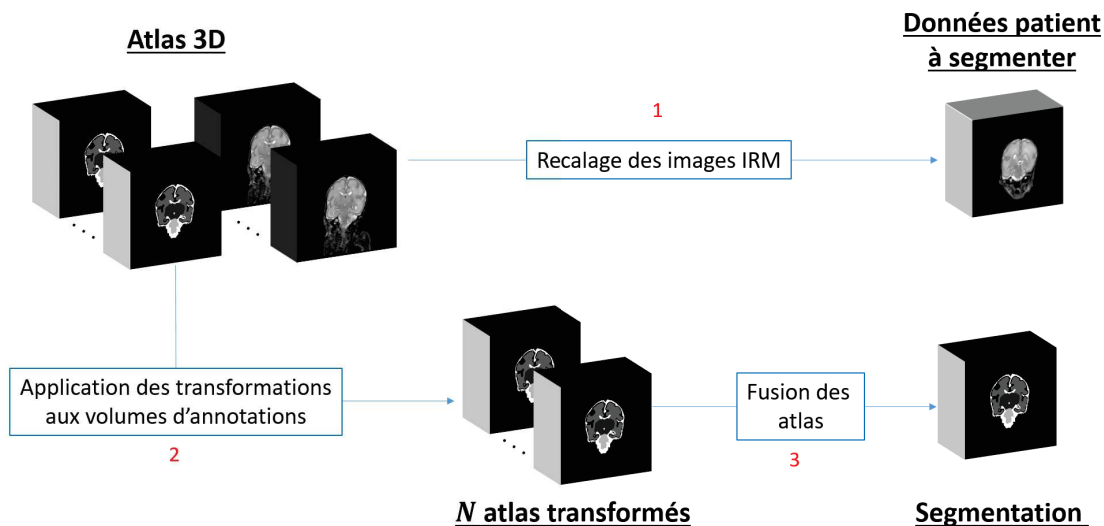 Atlas 3D
Données patient
à segmenter
1
Recalage des images IRM
Application des transformations
aux volumes d’annotations
2
Fusion des
atlas
3
N atlas transformés
Segmentation